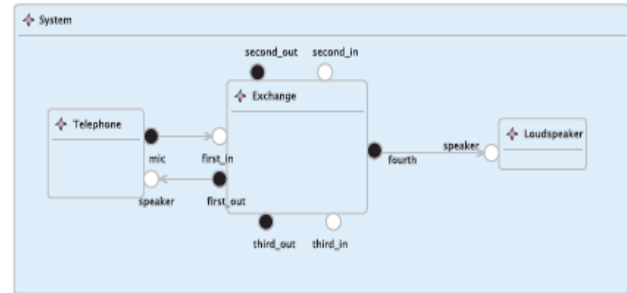 System
second_out second_in
Exchange
Telephone
Loudspeaker
mic
first_in
speaker
fourth
speaker
first_out
third_out third_in